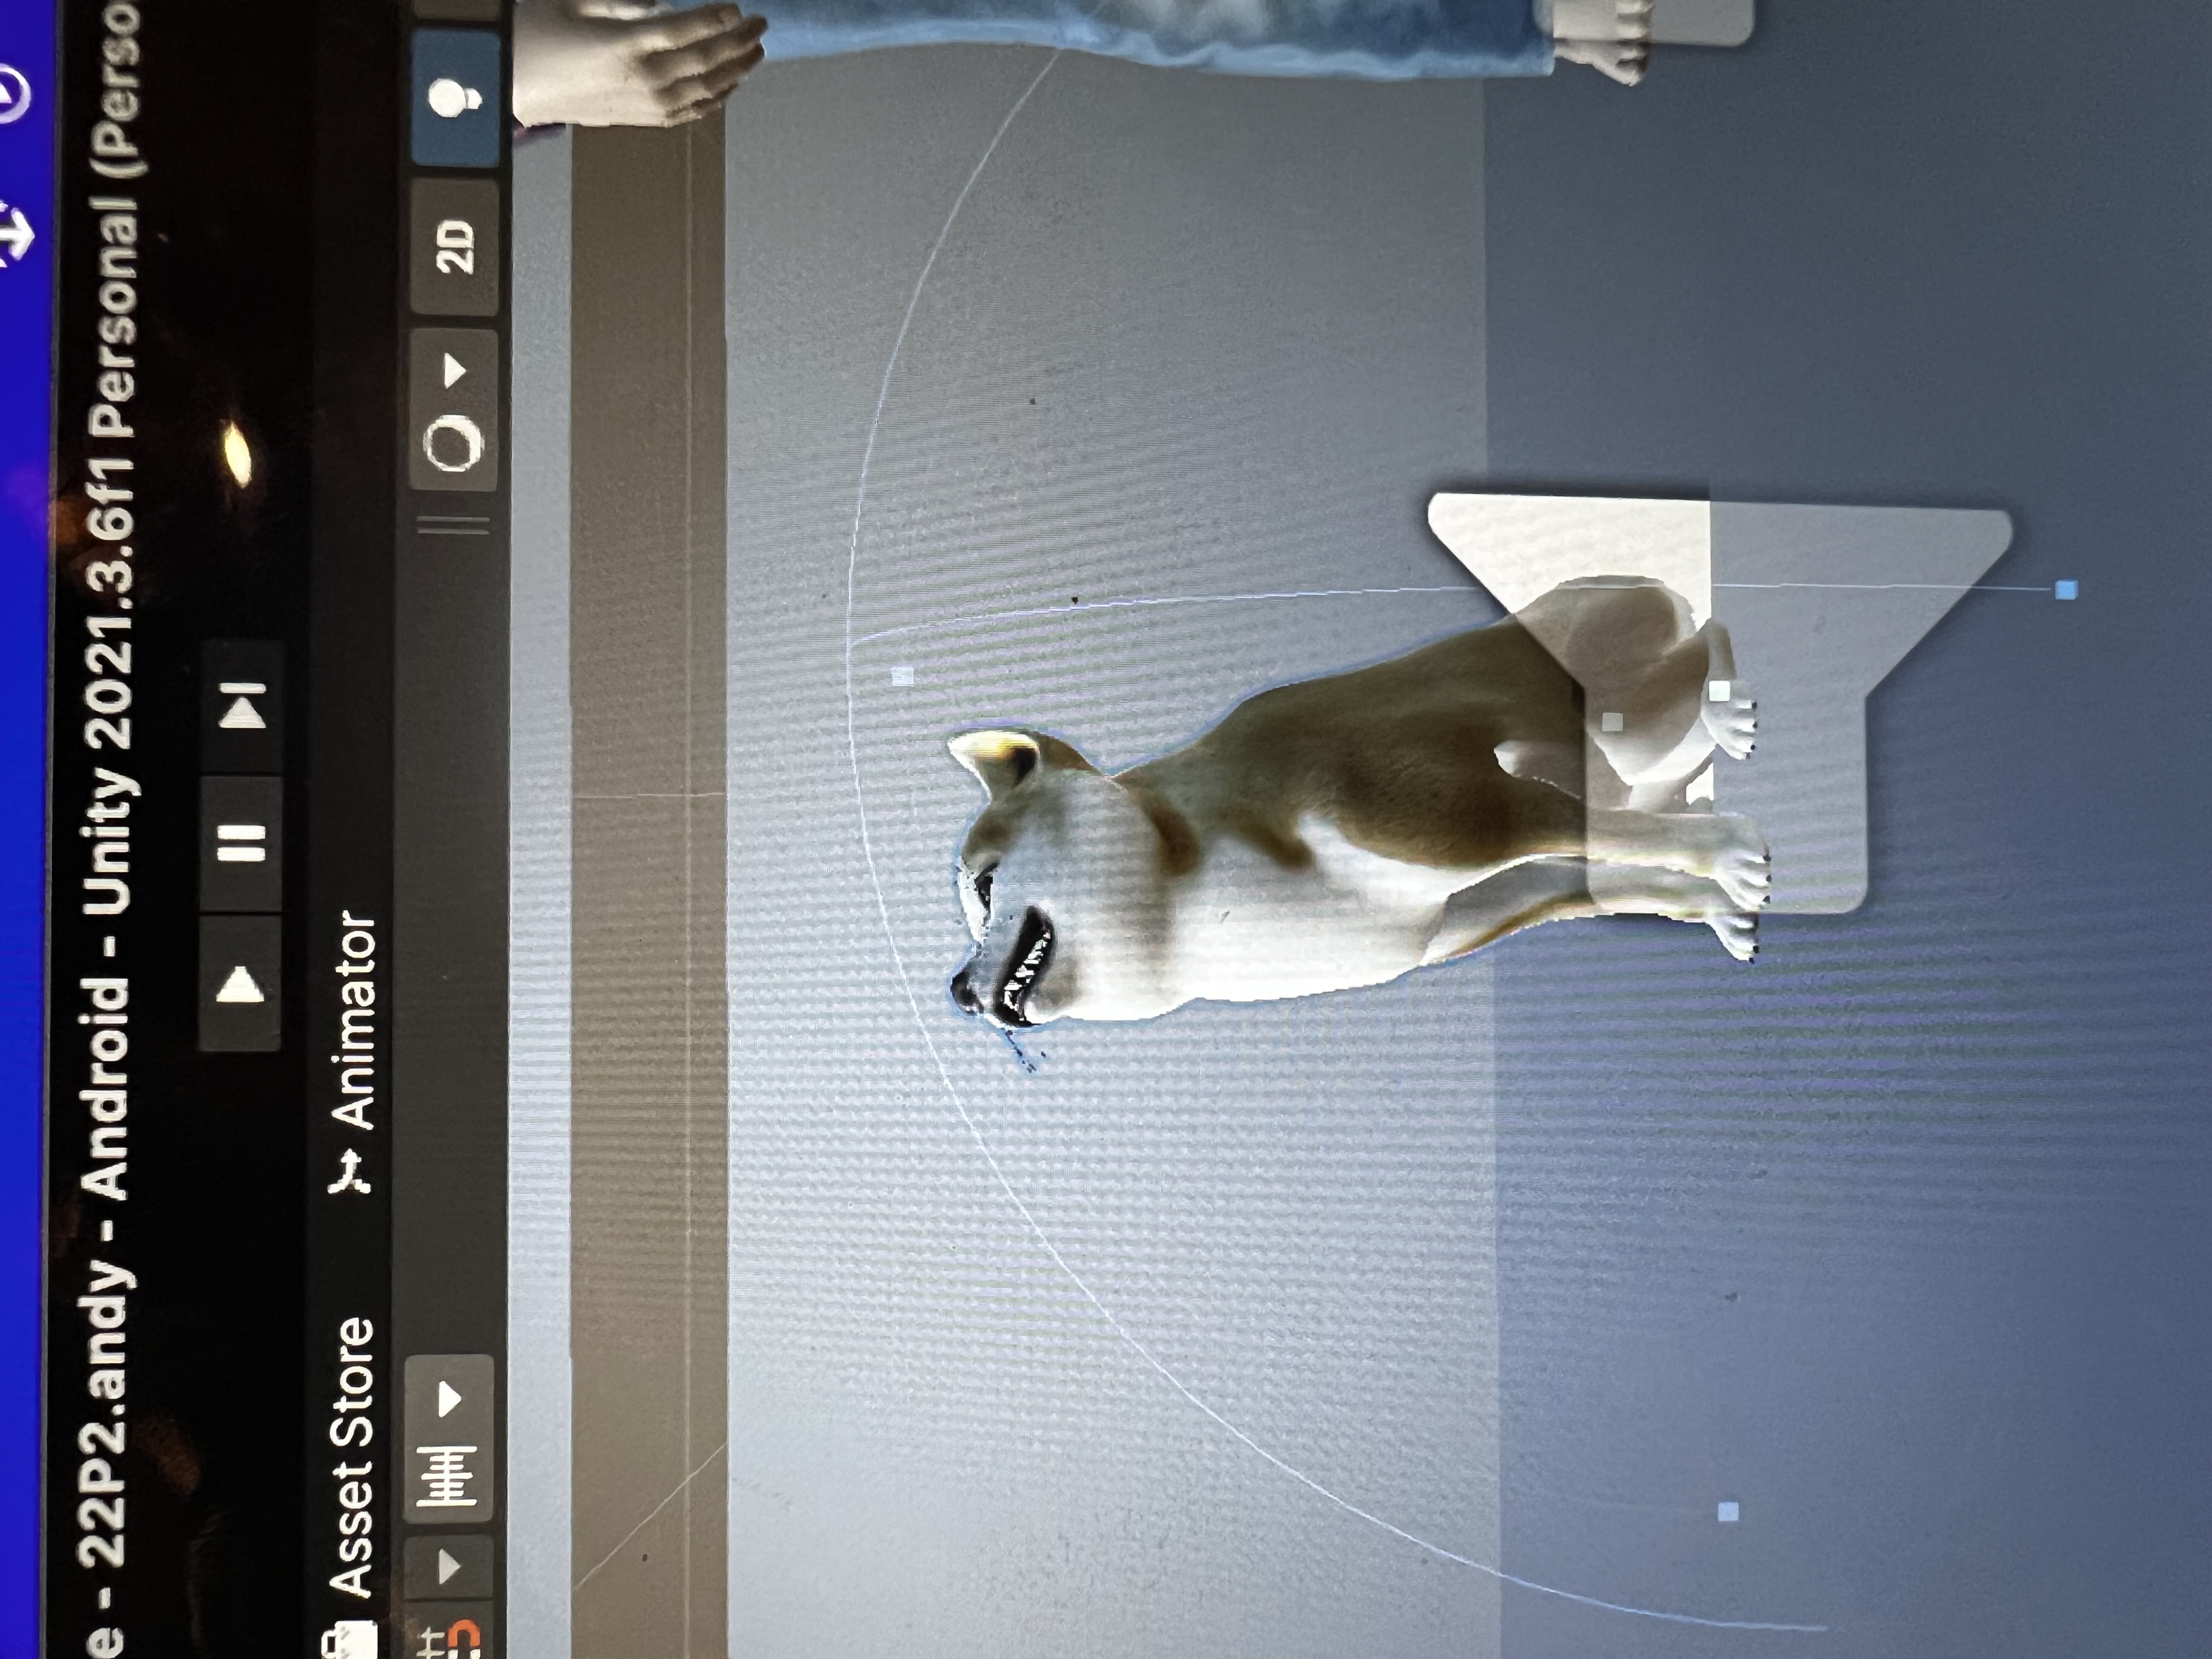 e - 22P2.andy - Android - Unity 2021.3.6f1 Personal (Perso
Asset Store
Animator
2D